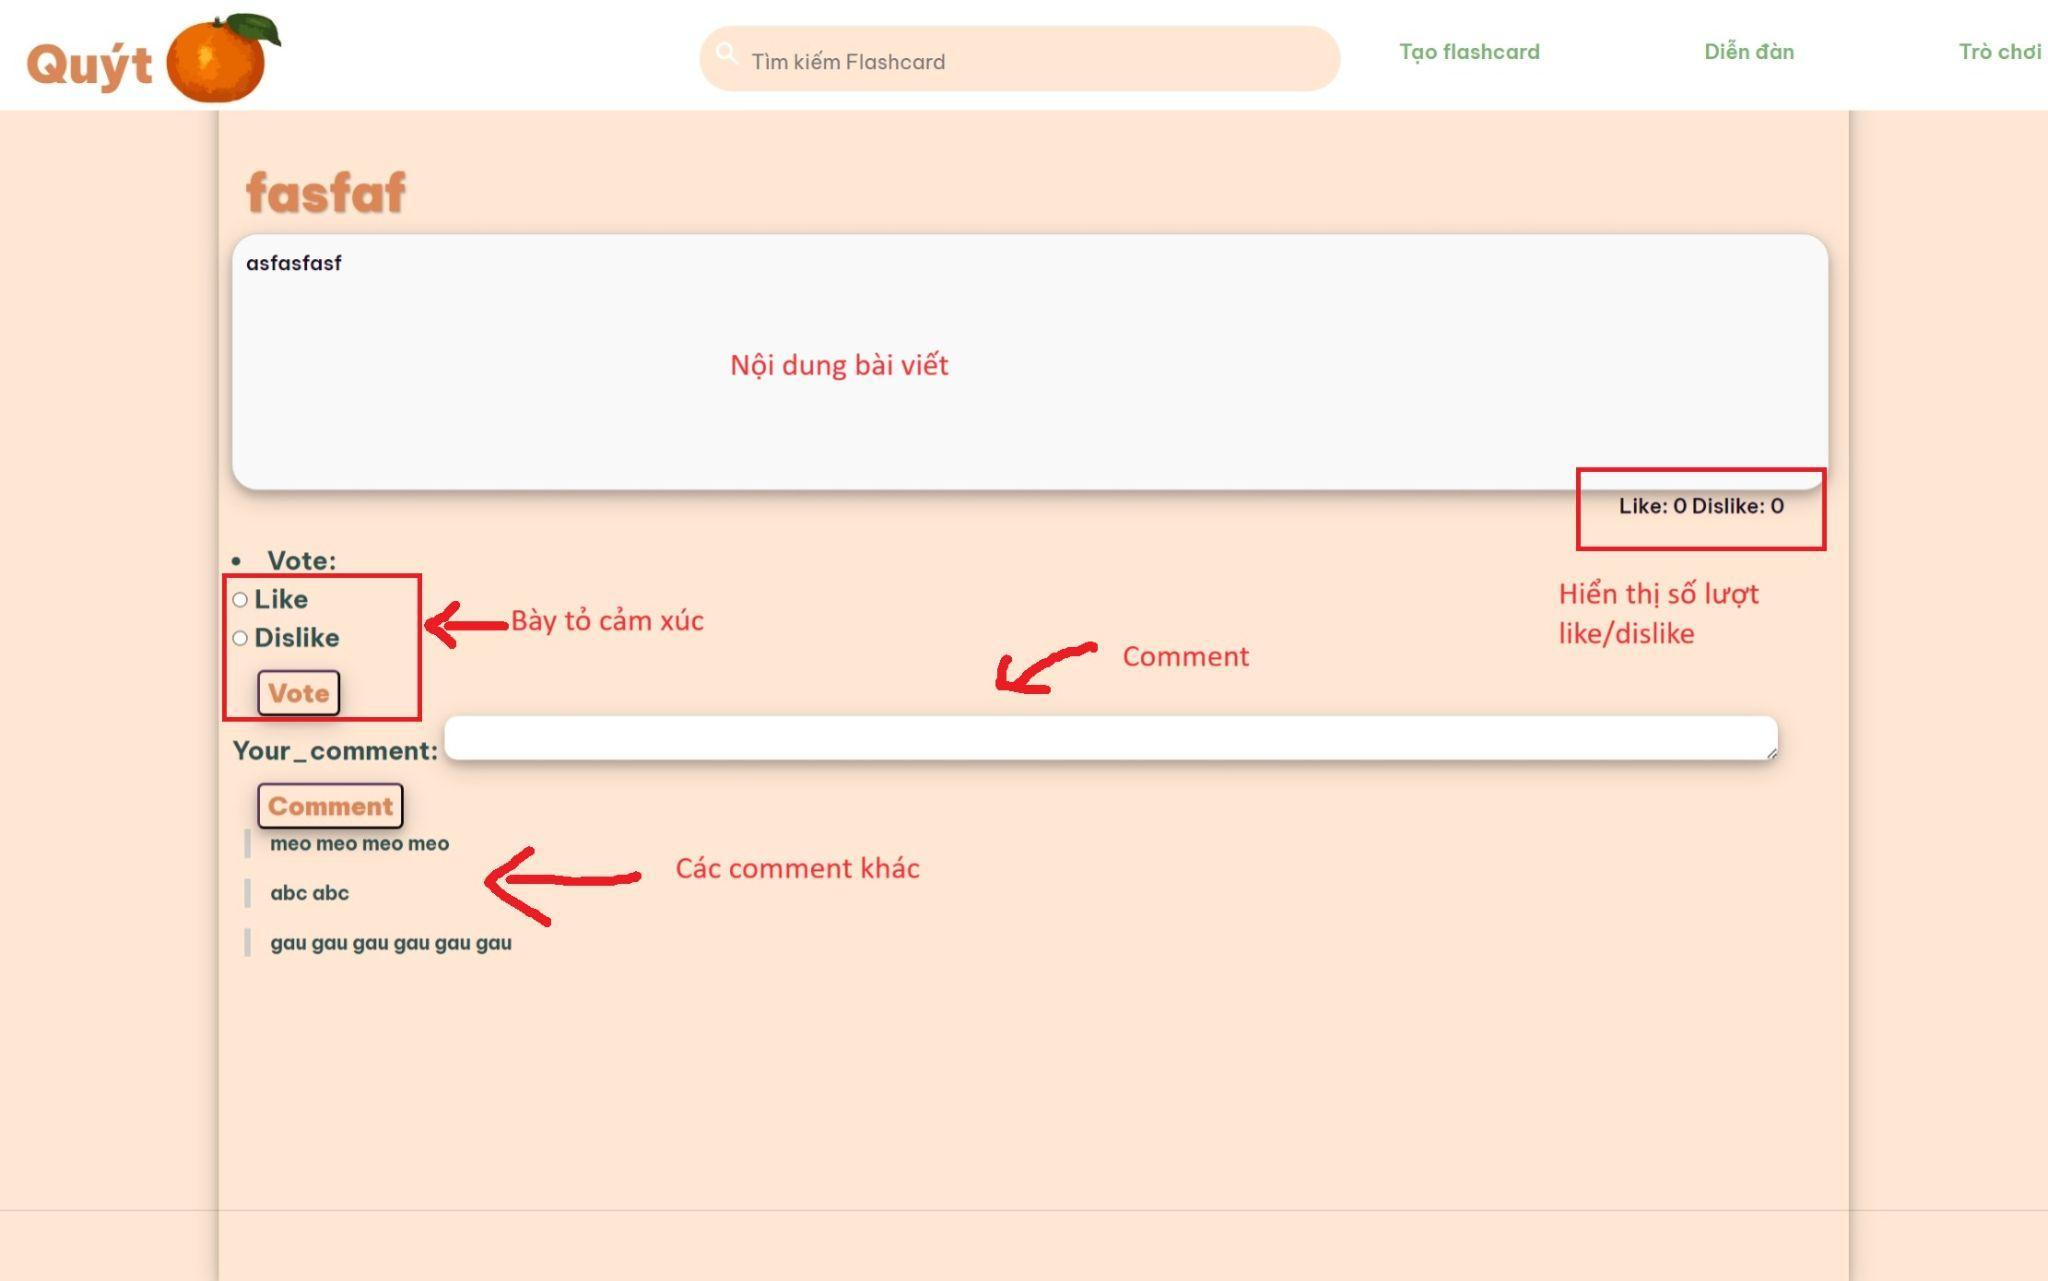 Quýt
Tìm kiếm Flashcard
Tạo flashcard
Diễn đàn
Trò chơi
fasfaf
asfasfasf
Nội dung bài viết
Like: 0 Dislike: 0
Hiển thị số lượt
like/dislike
Vote:
Like
Dislike
Bày tỏ cảm xúc
Vote
Comment
Your_comment:
Comment
meo meo meo meo
abc abc
gau gau gau gau gau gau
Các comment khác